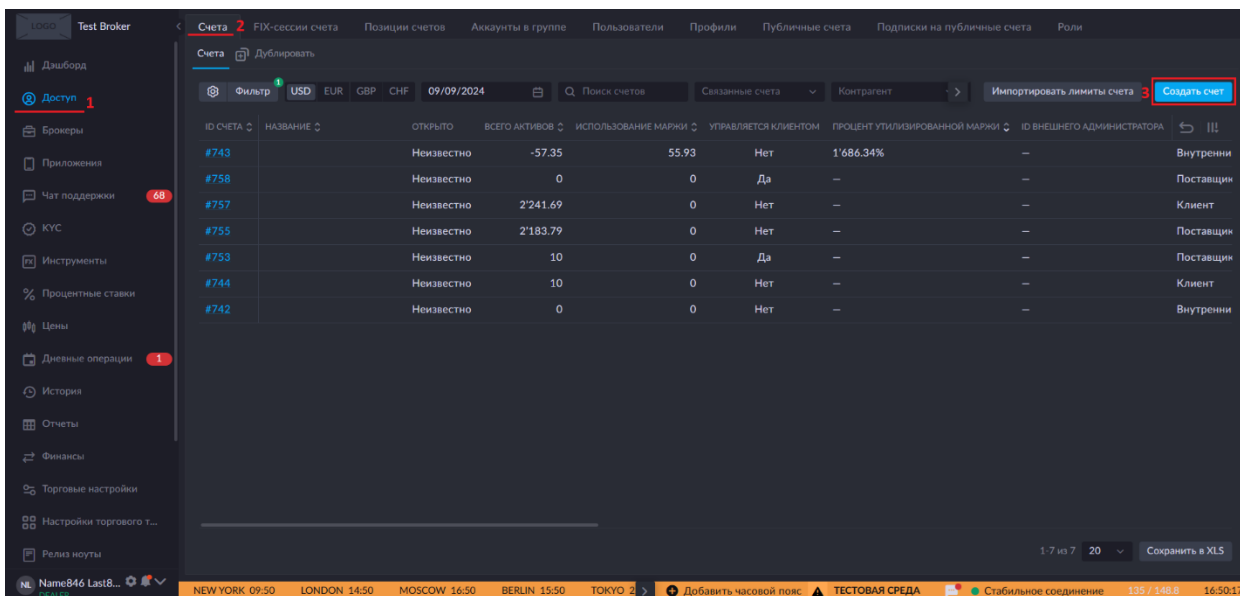 LOGO Test Broker
Счета 2 FIX-сессии счета Позиции счетов Аккаунты в группе Пользователи Профили Публичные счета Подписки на публичные счета Роли
Счета Дублировать
Дашборд
Доступ 1
Брокеры
Приложения
Чат поддержки 68
KYC
Инструменты
Процентные ставки
Цены
Дневные операции 1
История
Отчеты
Финансы
Торговые настройки
Настройки торгового т...
Релиз ноуты
NL Name846 Last8...
DEALER
Фильтр 1 USD EUR GBP CHF 09/09/2024 Поиск счетов Связанные счета Контрагент Импортировать лимиты счета 3 Создать счет
ID СЧЕТА НАЗВАНИЕ ОТКРЫТО ВСЕГО АКТИВОВ ИСПОЛЬЗОВАНИЕ МАРЖИ УПРАВЛЯЕТСЯ КЛИЕНТОМ ПРОЦЕНТ УТИЛИЗИРОВАННОЙ МАРЖИ ID ВНЕШНЕГО АДМИНИСТРАТОРА
#743 Неизвестно -57.35 55.93 Нет 1'686.34% — Внутренни
#758 Неизвестно 0 0 Да — — Поставщик
#757 Неизвестно 2'241.69 0 Нет — — Клиент
#755 Неизвестно 2'183.79 0 Нет — — Поставщик
#753 Неизвестно 10 0 Да — — Поставщик
#744 Неизвестно 10 0 Нет — — Клиент
#742 Неизвестно 0 0 Нет — — Внутренни
1-7 из 7 20 Сохранить в XLS
NEW YORK 09:50 LONDON 14:50 MOSCOW 16:50 BERLIN 15:50 TOKYO 2 Добавить часовой пояс ТЕСТОВАЯ СРЕДА Стабильное соединение 135 / 148.8 16:50:17